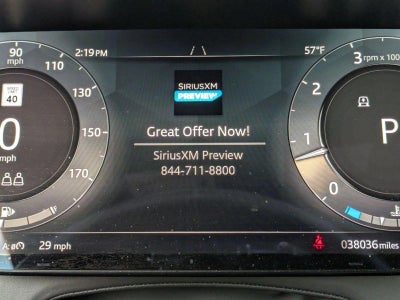 90
mph
2:19PM
57°F
3 rpm x 100
110
SiriusXM
PREVIEW
2
SPEED
LIMIT
40
130
Great Offer Now!
0
mph
150
SiriusXM Preview
844-711-8800
1
P
170
0
A:
29 mph
038036 miles